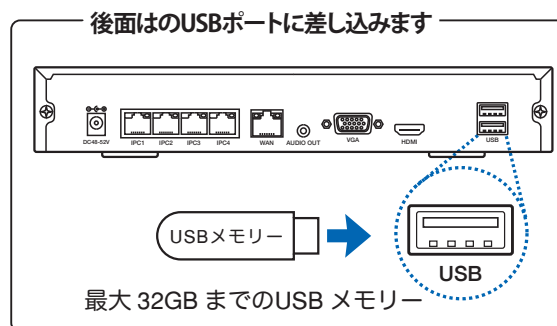 後面はのUSBポートに差し込みます
DC48-52V IPC1 IPC2 IPC3 IPC4 WAN AUDIO OUT VGA HDMI USB
USBメモリー
USB
最大 32GB までのUSB メモリー